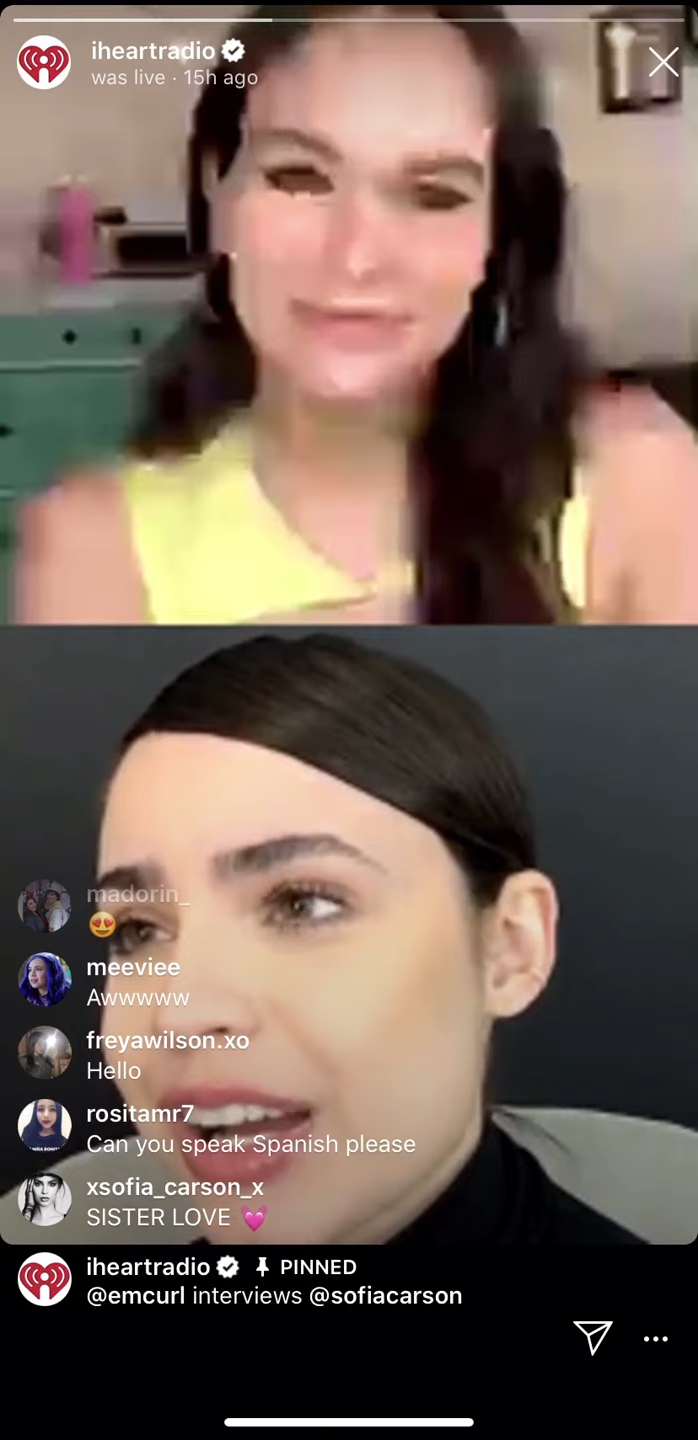 iheartradio
was live · 15h ago
madorin_
😍
meeviee
Awwwww
freyawilson.xo
Hello
rositamr7
Can you speak Spanish please
xsofia_carson_x
SISTER LOVE 💓
iheartradio PINNED
@emcurl interviews @sofiacarson